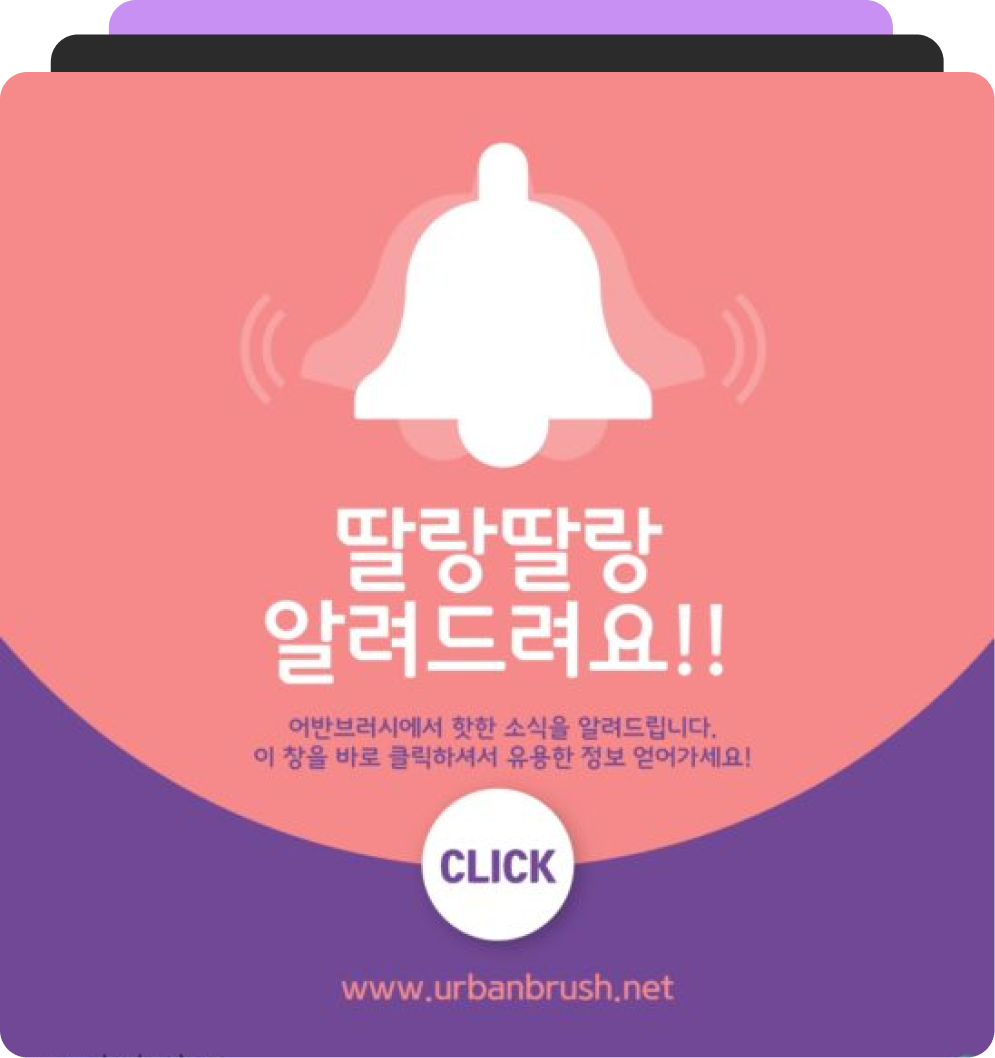 딸랑딸랑
알려드려요!!
어반브러시에서 핫한 소식을 알려드립니다.
이 창을 바로 클릭하셔서 유용한 정보 얻어가세요!
CLICK
www.urbanbrush.net